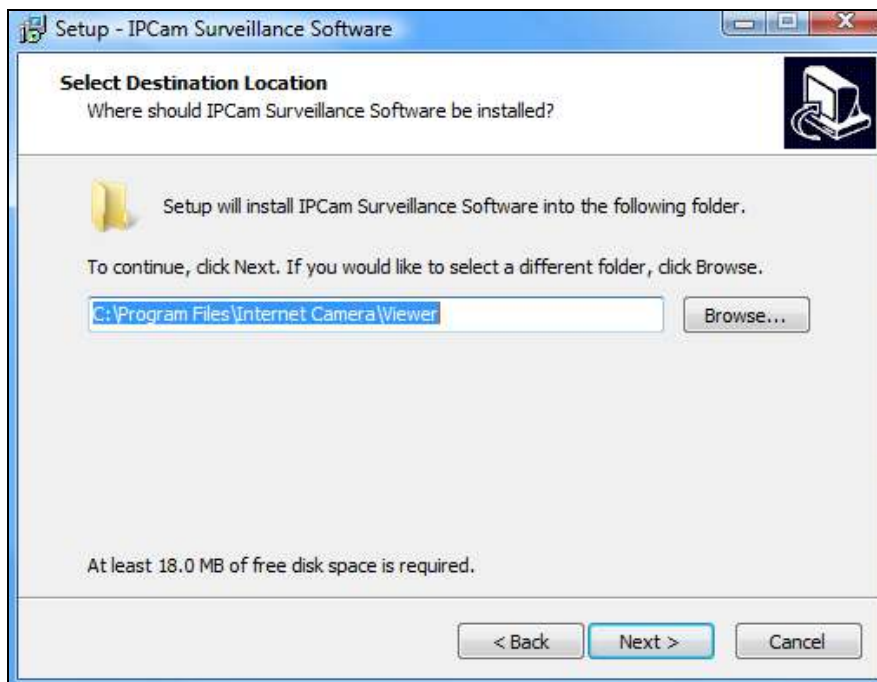 Setup - IPCam Surveillance Software
Select Destination Location
Where should IPCam Surveillance Software be installed?
Setup will install IPCam Surveillance Software into the following folder.
To continue, click Next. If you would like to select a different folder, click Browse.
C:\Program Files\Internet Camera\Viewer
Browse...
At least 18.0 MB of free disk space is required.
< Back
Next >
Cancel